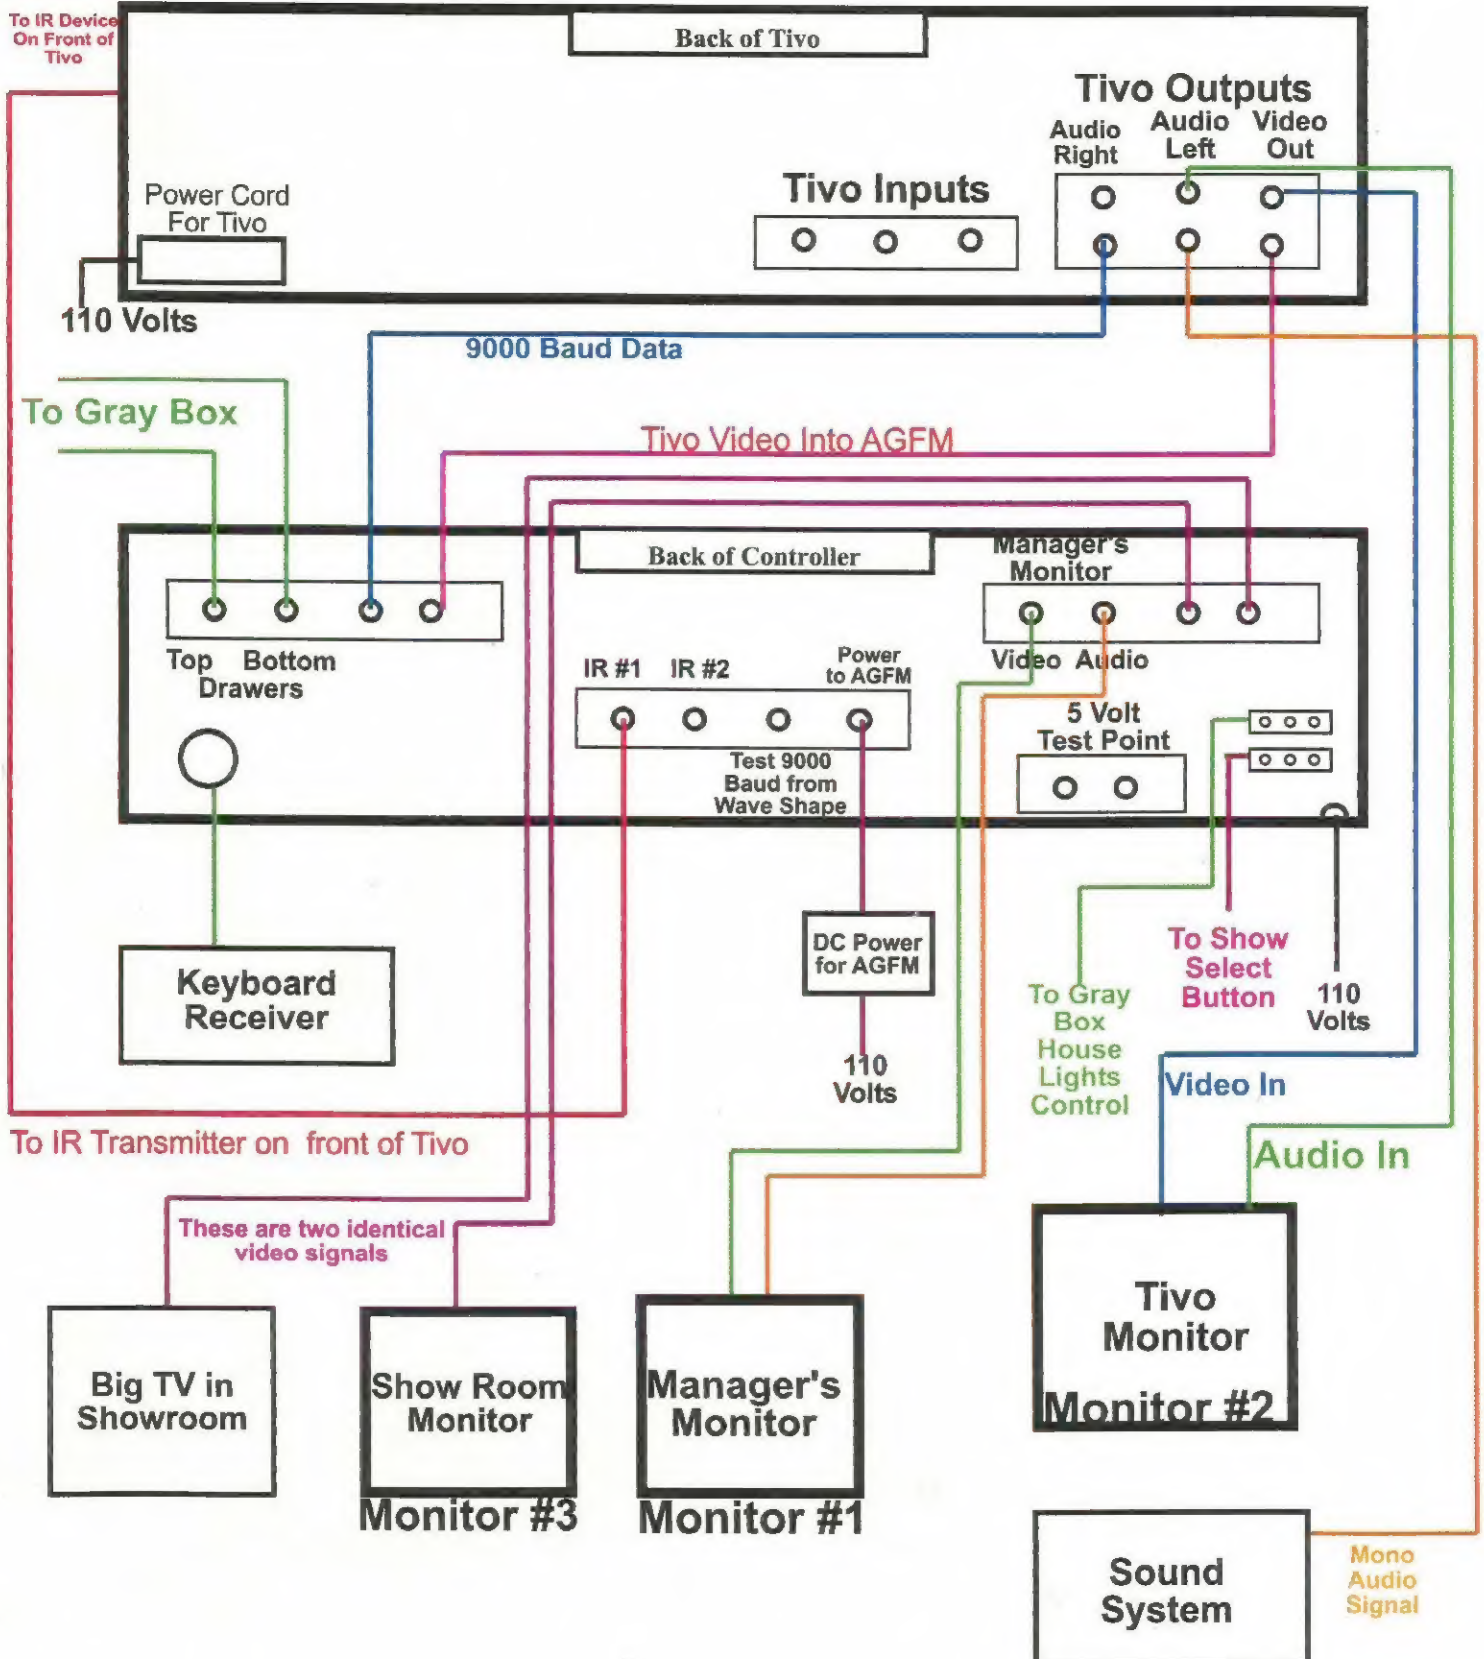 To IR Device
On Front of
Tivo
Back of Tivo
Tivo Outputs
Audio
Right
Audio
Left
Video
Out
Tivo Inputs
Power Cord
For Tivo
110 Volts
9000 Baud Data
To Gray Box
Tivo Video Into AGFM
Back of Controller
Manager's
Monitor
Top Bottom
Drawers
IR #1 IR #2
Power
to AGFM
Video Audio
5 Volt
Test Point
Test 9000
Baud from
Wave Shape
Keyboard
Receiver
DC Power
for AGFM
110
Volts
To Gray
Box
House
Lights
Control
To Show
Select
Button
110
Volts
Video In
Audio In
To IR Transmitter on front of Tivo
These are two identical
video signals
Big TV in
Showroom
Show Room
Monitor
Monitor #3
Manager's
Monitor
Monitor #1
Tivo
Monitor
Monitor #2
Sound
System
Mono
Audio
Signal